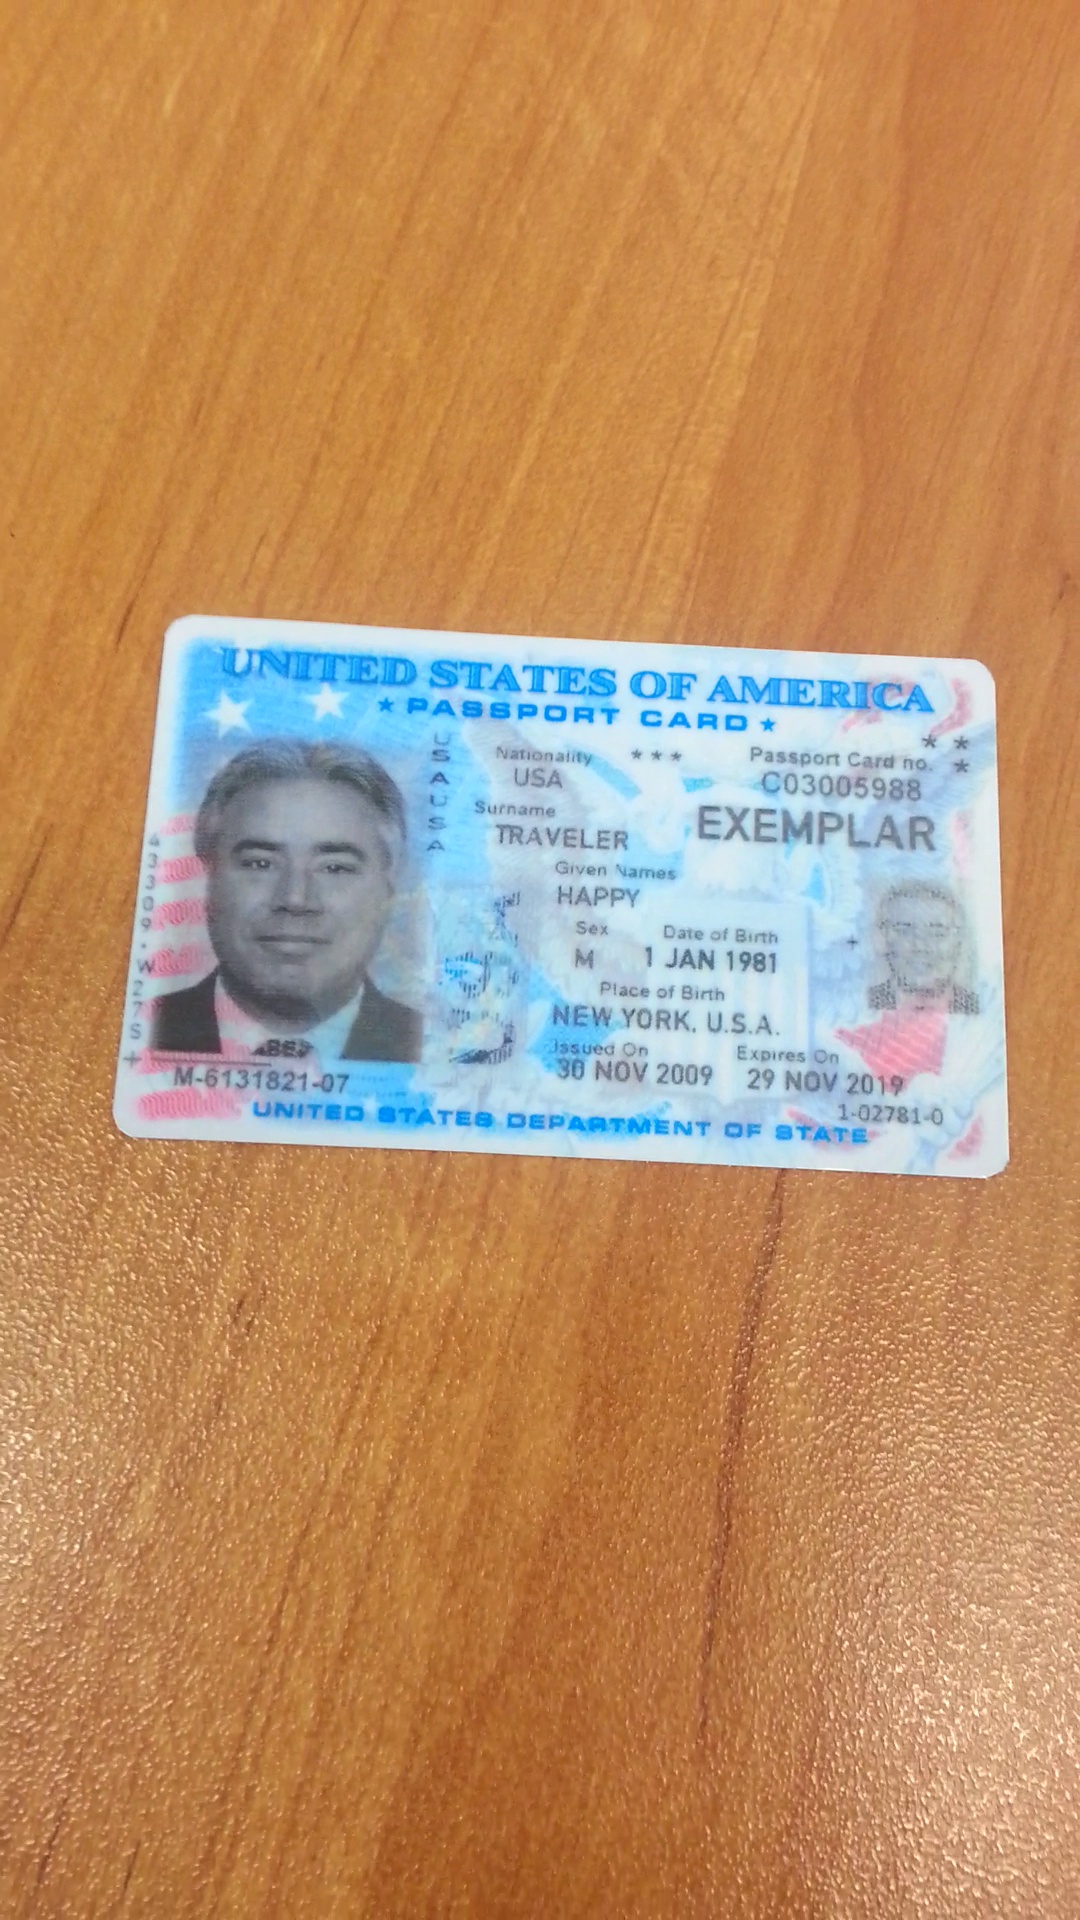 UNITED STATES OF AMERICA
★ PASSPORT CARD ★
USAUSA
Nationality * * * Passport Card no. * * *
USA C03005988
Surname EXEMPLAR
TRAVELER
Given Names
HAPPY
Sex Date of Birth
M 1 JAN 1981
Place of Birth
NEW YORK, U.S.A.
Issued On Expires On
30 NOV 2009 29 NOV 2019
M-6131821-07
1-02781-0
UNITED STATES DEPARTMENT OF STATE